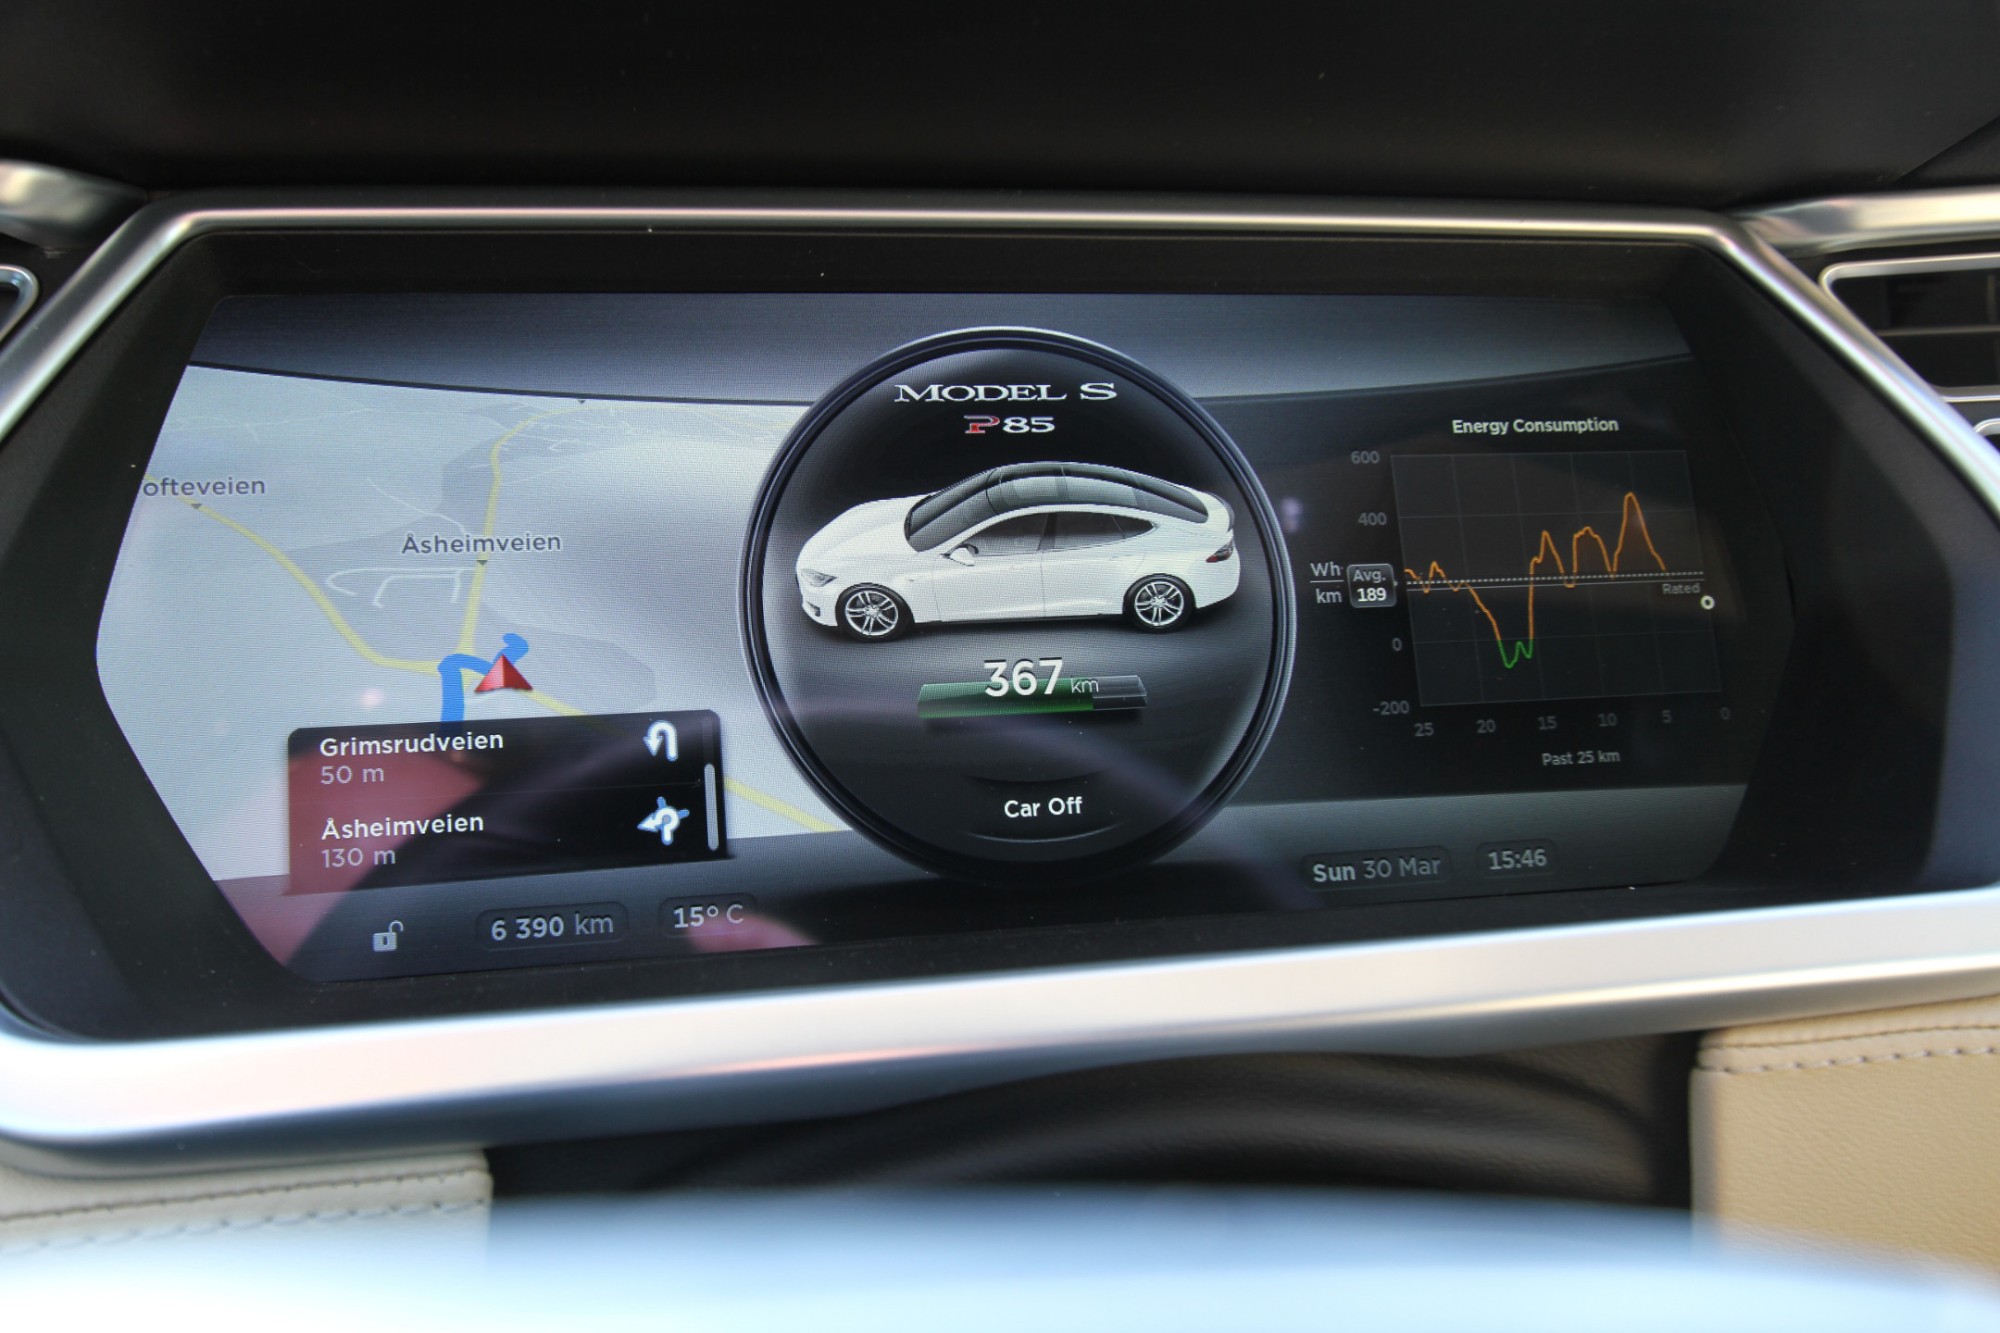 ofteveien
Åsheimveien
Grimsrudveien
50 m
Åsheimveien
130 m
6 390 km
15° C
MODEL S
P85
367 km
Car Off
Energy Consumption
600
400
Wh
km
Avg.
189
Rated
0
-200
25 20 15 10 5 0
Past 25 km
Sun 30 Mar
15:46